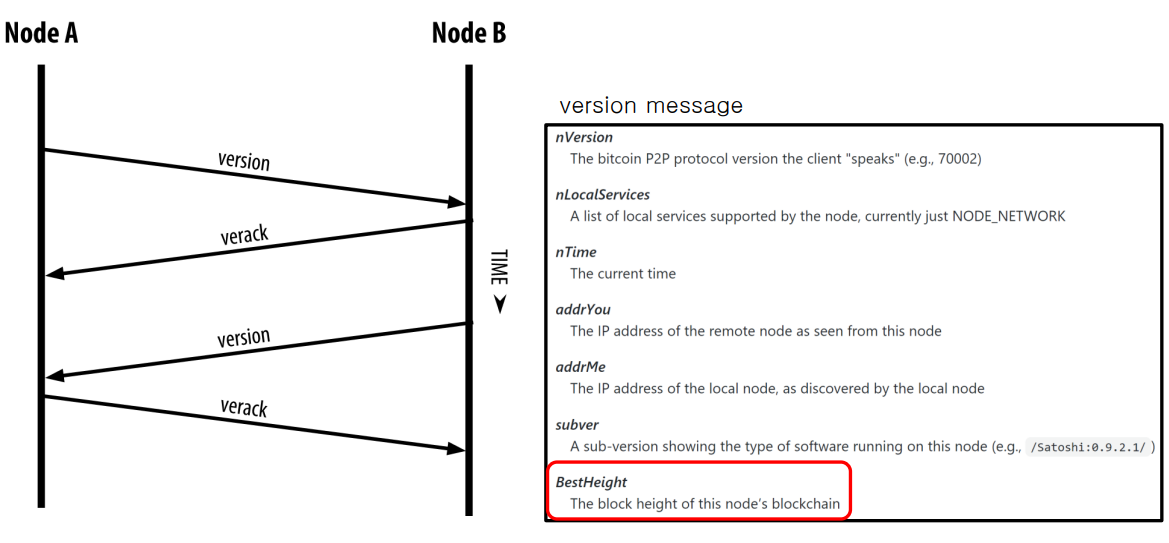 Node A
Node B
version
verack
TIME
version
verack
version message
nVersion
The bitcoin P2P protocol version the client "speaks" (e.g., 70002)
nLocalServices
A list of local services supported by the node, currently just NODE_NETWORK
nTime
The current time
addrYou
The IP address of the remote node as seen from this node
addrMe
The IP address of the local node, as discovered by the local node
subver
A sub-version showing the type of software running on this node (e.g., /Satoshi:0.9.2.1/ )
BestHeight
The block height of this node’s blockchain